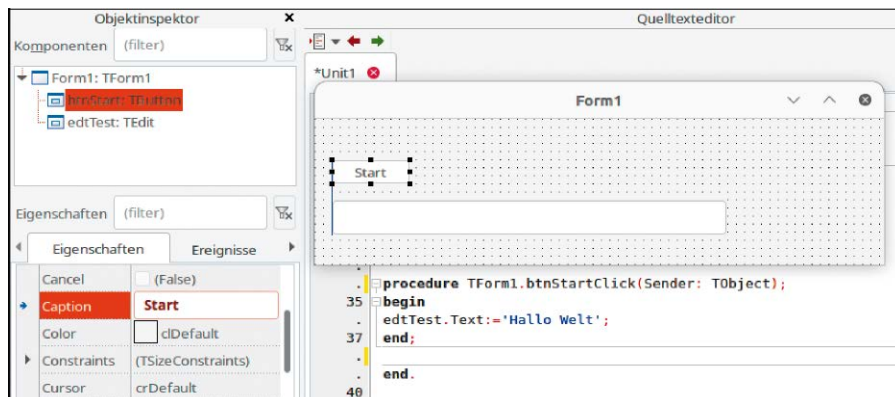 Objektinspektor
Komponenten (filter)
Form1: TForm1
btnStart: TButton
edtTest: TEdit
Eigenschaften (filter)
Eigenschaften Ereignisse
Cancel (False)
Caption Start
Color clDefault
Constraints (TSizeConstraints)
Cursor crDefault
Quelltexteditor
*Unit1
Form1
Start
procedure TForm1.btnStartClick(Sender: TObject);
35 begin
edtTest.Text:='Hallo Welt';
37 end;
end.
40